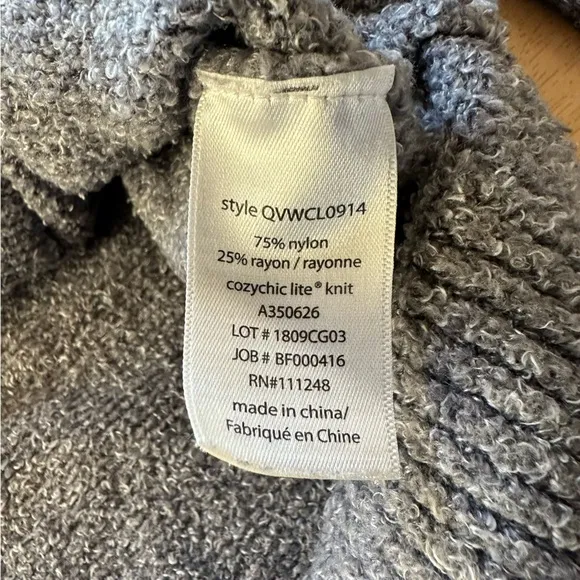 style QVWCL0914
75% nylon
25% rayon / rayonne
cozychic lite® knit
A350626
LOT # 1809CG03
JOB # BF000416
RN#111248
made in china/
Fabriqué en Chine